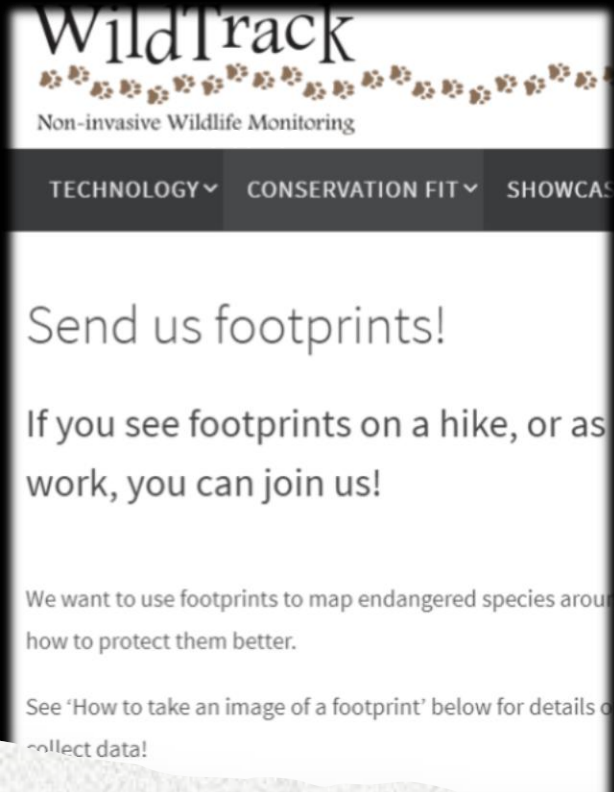 WildTrack
Non-invasive Wildlife Monitoring
TECHNOLOGY CONSERVATION FIT SHOWCAS
Send us footprints!
If you see footprints on a hike, or as
work, you can join us!
We want to use footprints to map endangered species aroun
how to protect them better.
See ‘How to take an image of a footprint’ below for details o
collect data!